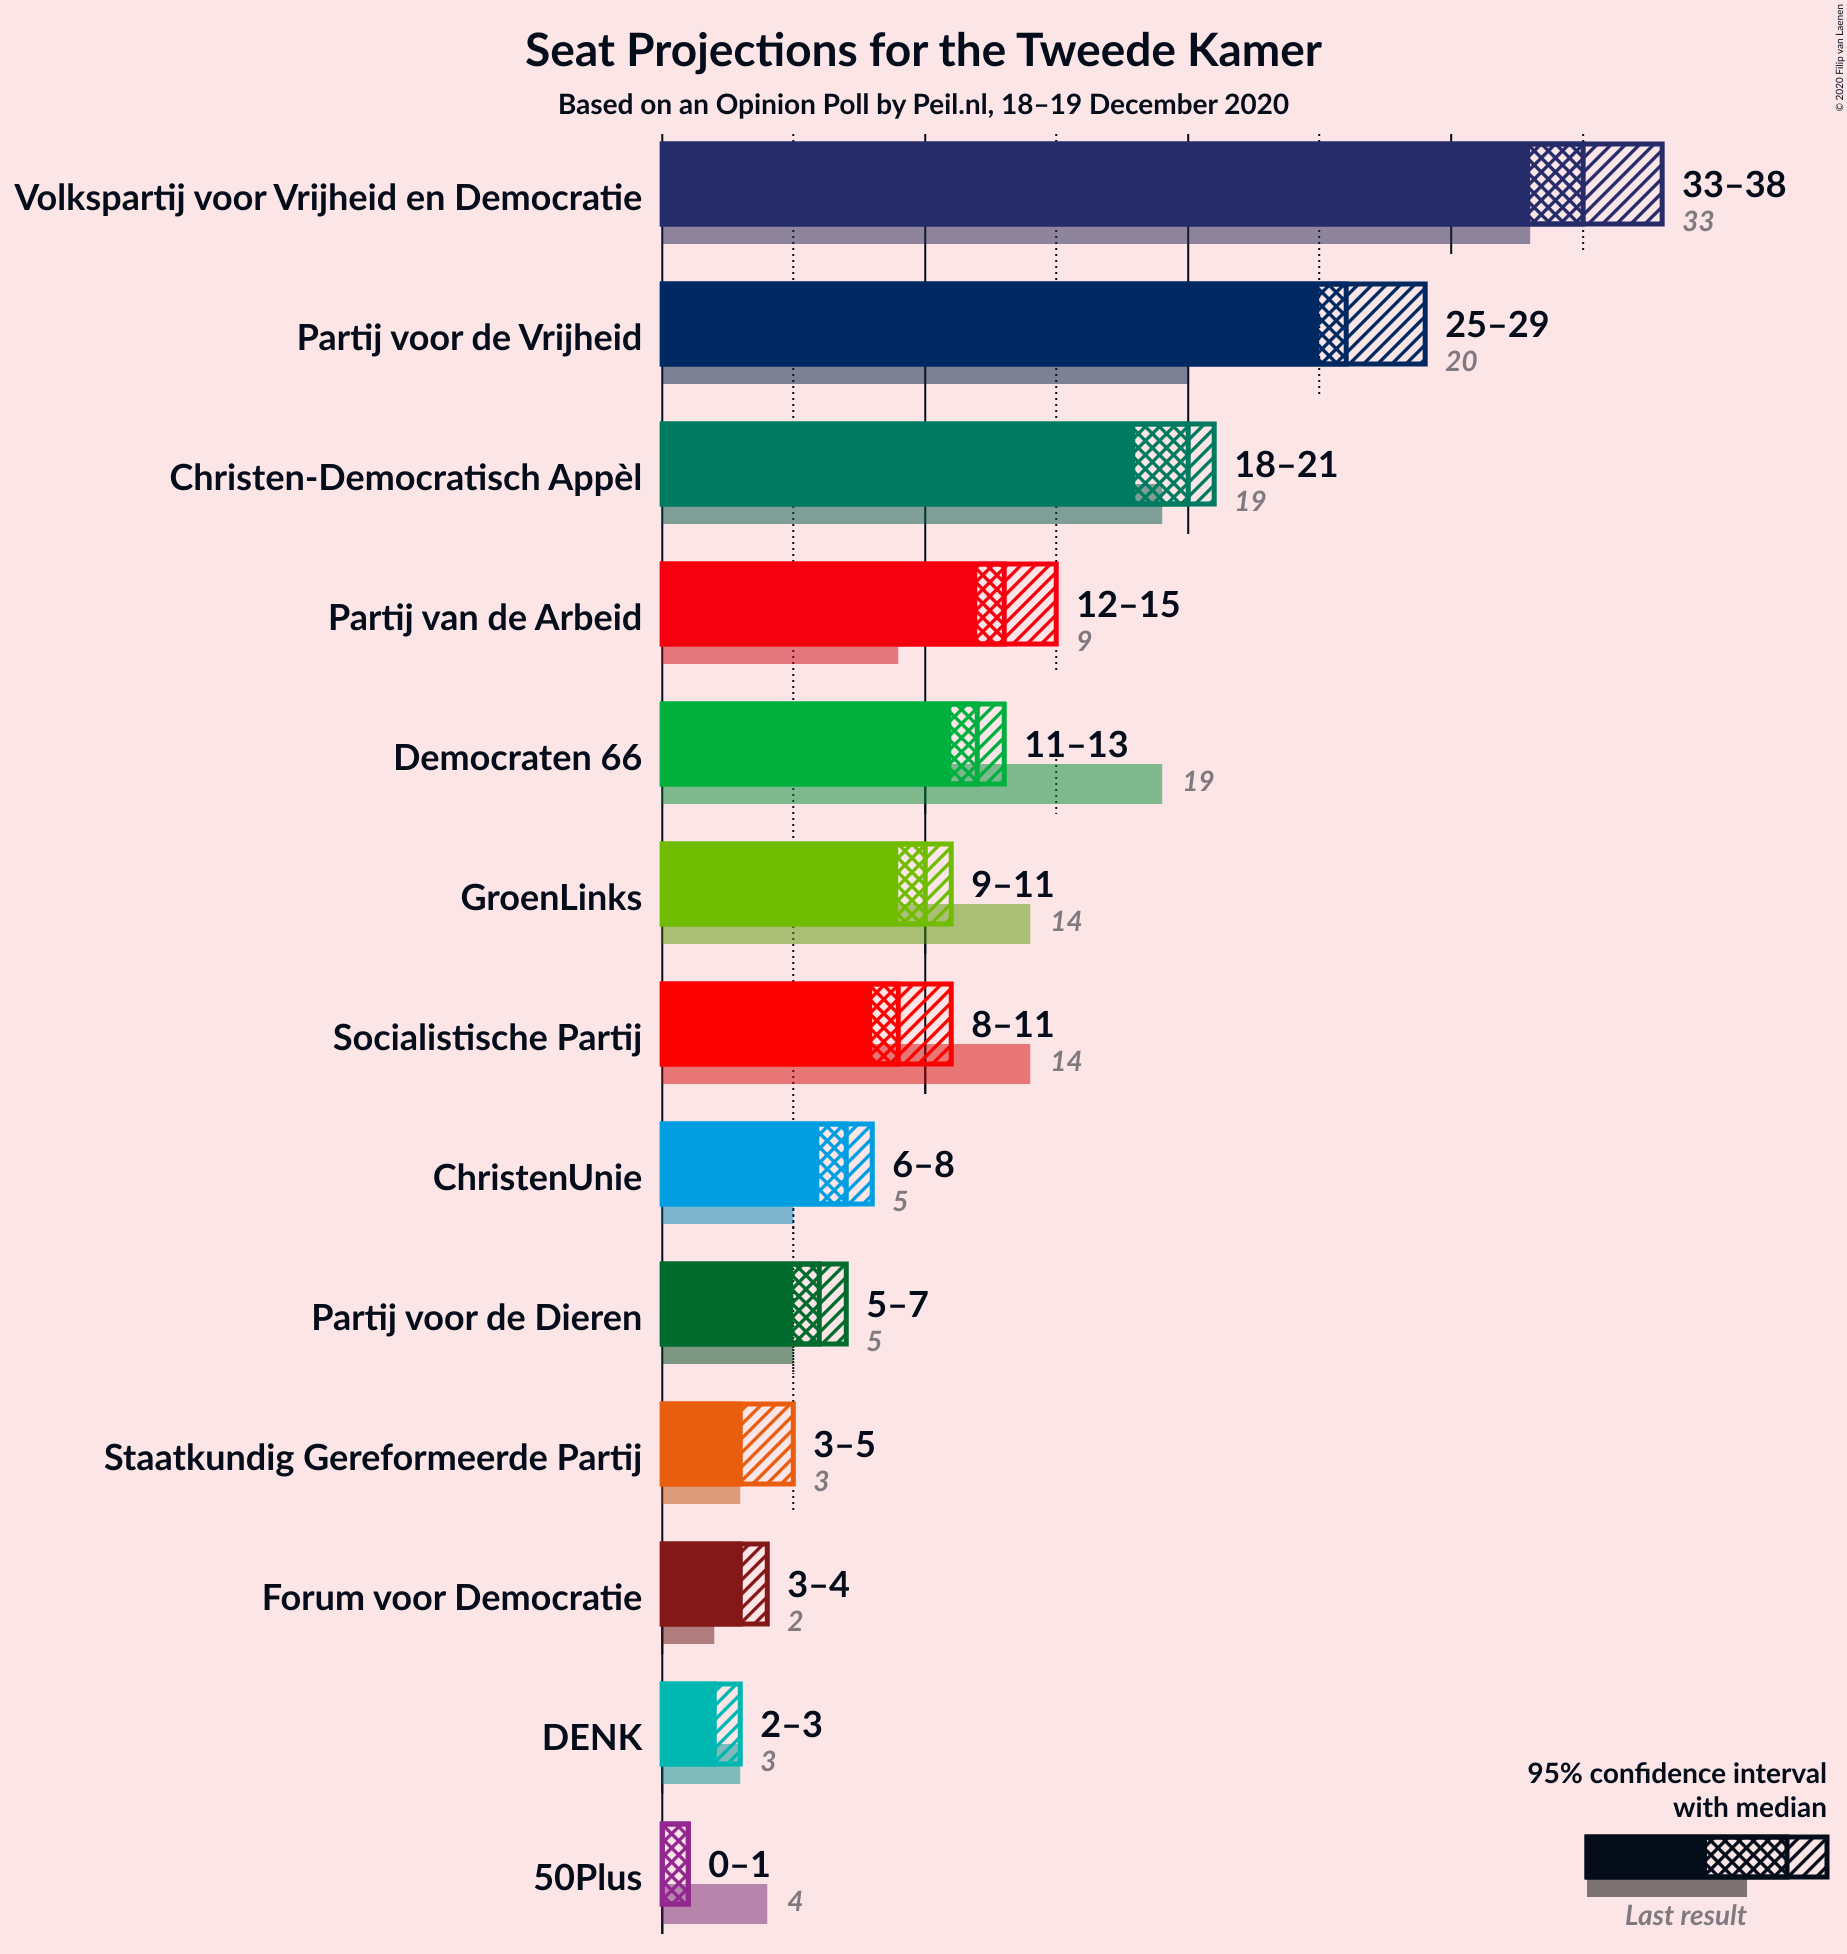 Seat Projections for the Tweede Kamer
Based on an Opinion Poll by Peil.nl, 18–19 December 2020
© 2020 Filip van Laenen
Volkspartij voor Vrijheid en Democratie
33–38
33
Partij voor de Vrijheid
25–29
20
Christen-Democratisch Appèl
18–21
19
Partij van de Arbeid
12–15
9
Democraten 66
11–13
19
GroenLinks
9–11
14
Socialistische Partij
8–11
14
ChristenUnie
6–8
5
Partij voor de Dieren
5–7
5
Staatkundig Gereformeerde Partij
3–5
3
Forum voor Democratie
3–4
2
DENK
2–3
3
50Plus
0–1
4
95% confidence interval
with median
Last result